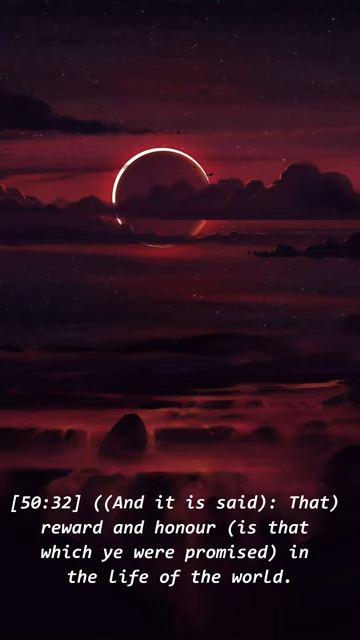 [50:32] ((And it is said): That)
reward and honour (is that
which ye were promised) in
the life of the world.